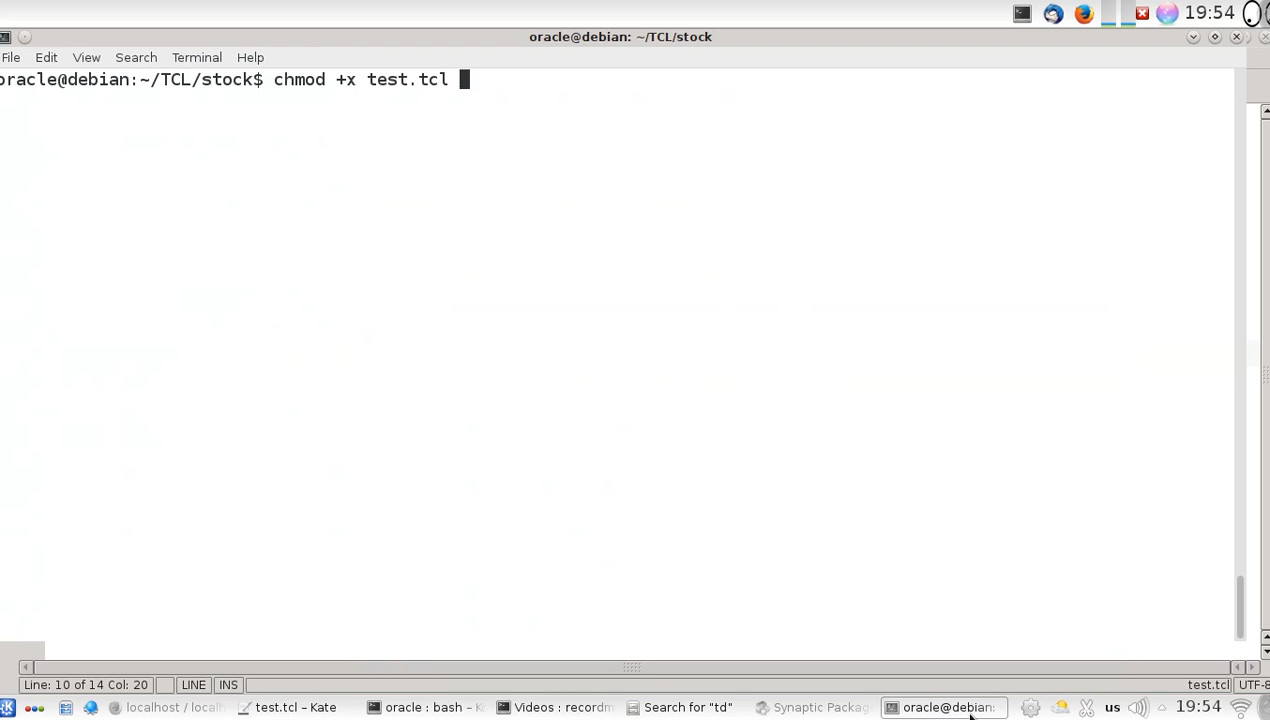 19:54
oracle@debian: ~/TCL/stock
File Edit View Search Terminal Help
oracle@debian:~/TCL/stock$ chmod +x test.tcl
Line: 10 of 14 Col: 20 LINE INS test.tcl UTF-8
localhost / local test.tcl – Kate oracle : bash – Videos : recordm Search for "td" Synaptic Packag oracle@debian: us 19:54